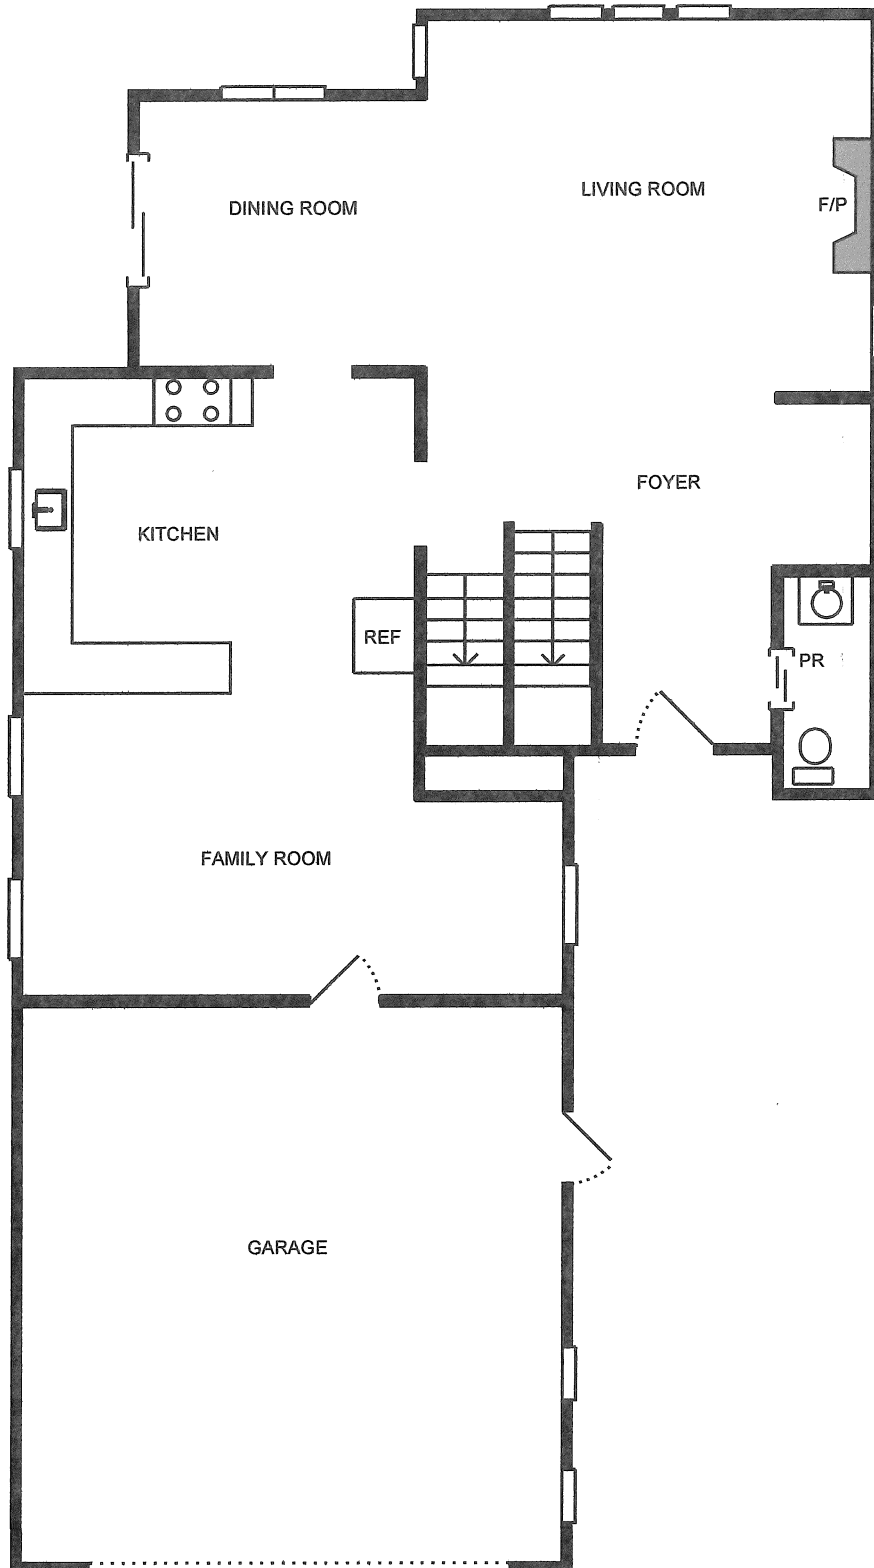 LIVING ROOM
F/P
DINING ROOM
FOYER
KITCHEN
REF
PR
FAMILY ROOM
GARAGE